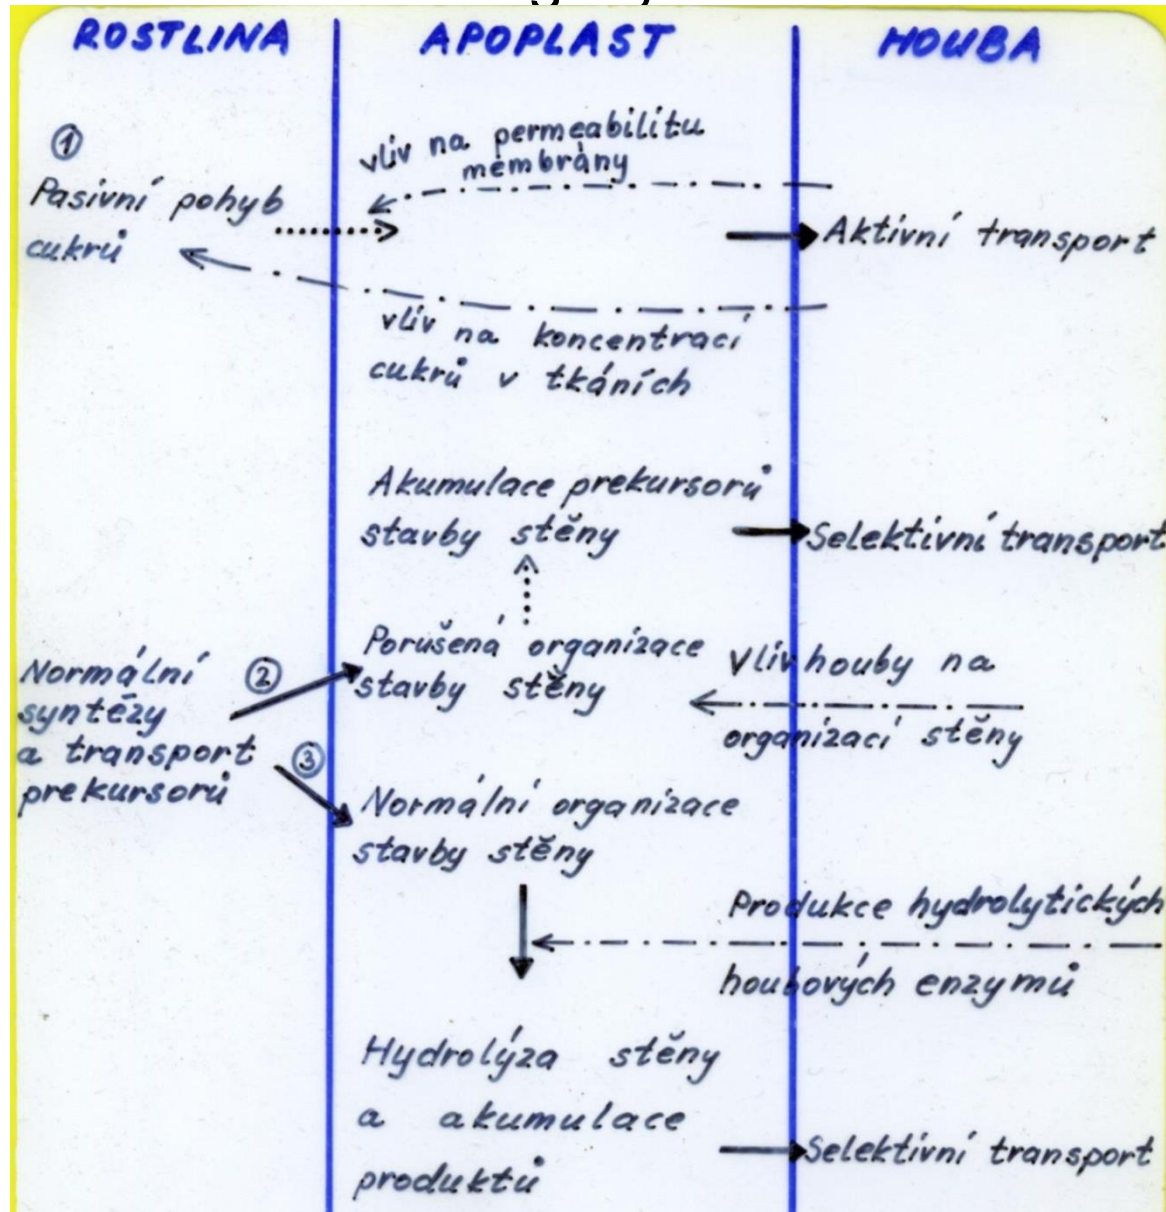 ROSTLINA
APOPLAST
HOUBA
①
Pasivní pohyb
cukrů
vliv na permeabilitu
membrány
Aktivní transport
vliv na koncentrací
cukrů v tkáních
Akumulace prekursorů
stavby stěny
Selektivní transport
Normální
syntézy
a transport
prekursorů
②
③
Porušená organizace
stavby stěny
Vliv houby na
organizací stěny
Normální organizace
stavby stěny
Produkce hydrolytických
houbových enzymů
Hydrolýza stěny
a akumulace
produktů
Selektivní transport